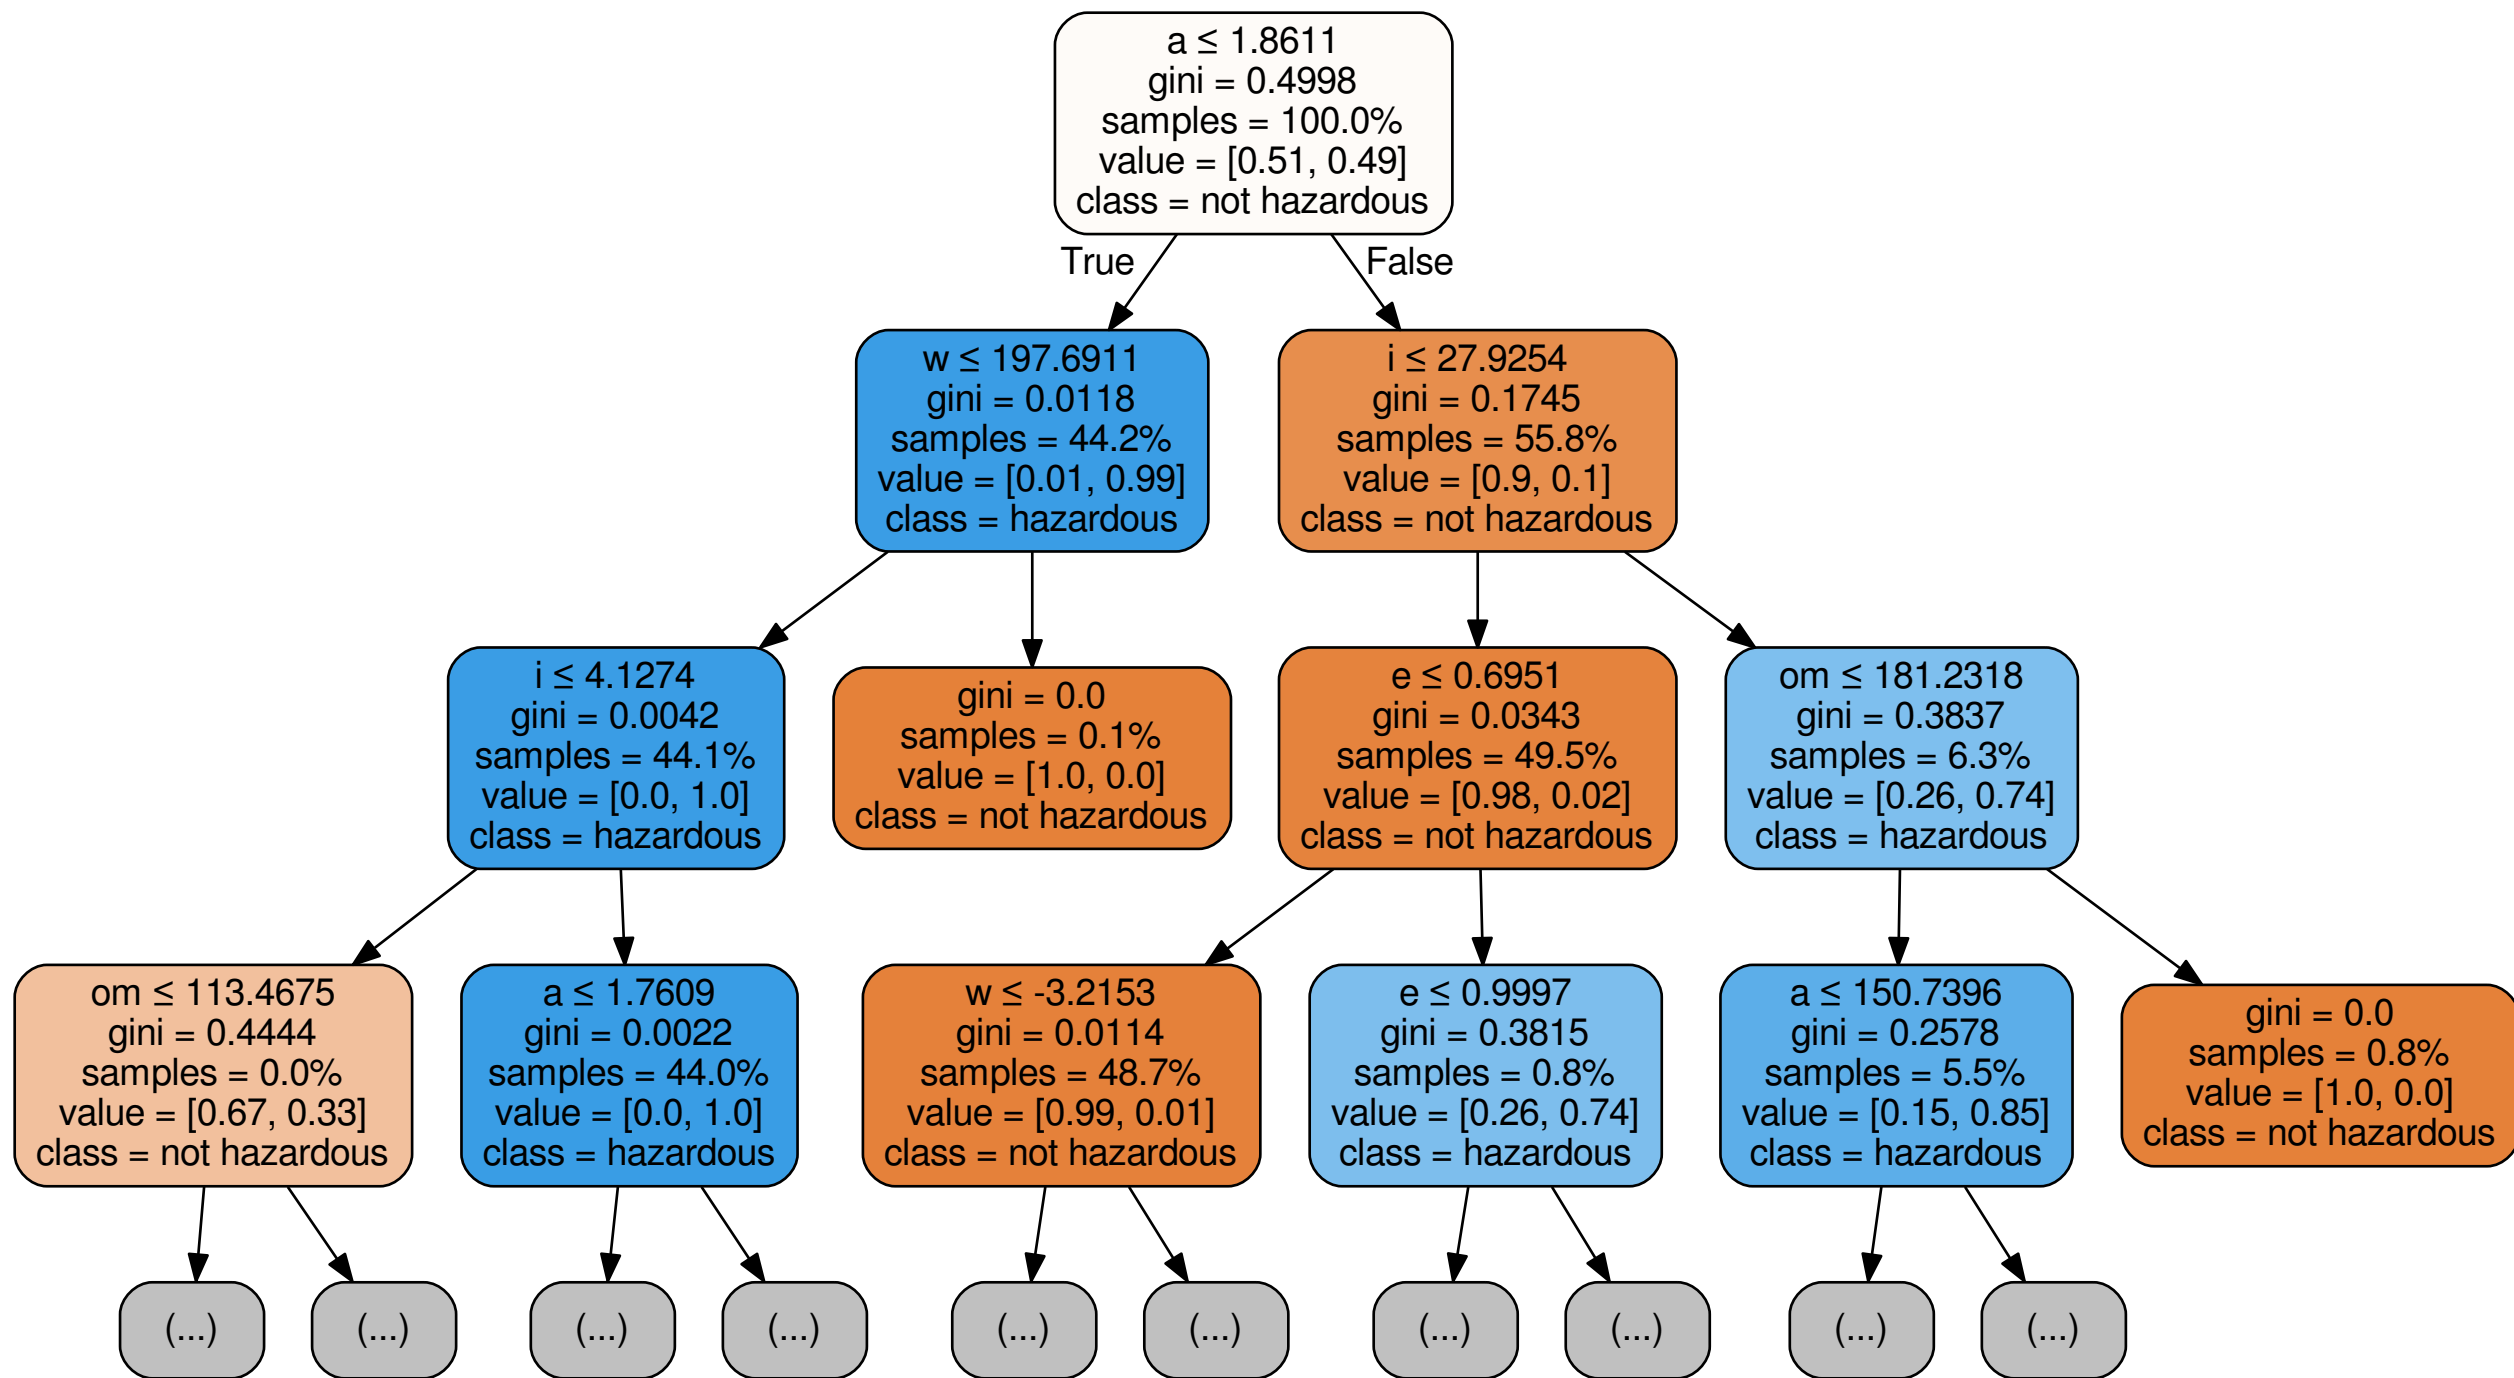 a ≤ 1.8611
gini = 0.4998
samples = 100.0%
value = [0.51, 0.49]
class = not hazardous
True
False
w ≤ 197.6911
gini = 0.0118
samples = 44.2%
value = [0.01, 0.99]
class = hazardous
i ≤ 27.9254
gini = 0.1745
samples = 55.8%
value = [0.9, 0.1]
class = not hazardous
i ≤ 4.1274
gini = 0.0042
samples = 44.1%
value = [0.0, 1.0]
class = hazardous
gini = 0.0
samples = 0.1%
value = [1.0, 0.0]
class = not hazardous
e ≤ 0.6951
gini = 0.0343
samples = 49.5%
value = [0.98, 0.02]
class = not hazardous
om ≤ 181.2318
gini = 0.3837
samples = 6.3%
value = [0.26, 0.74]
class = hazardous
om ≤ 113.4675
gini = 0.4444
samples = 0.0%
value = [0.67, 0.33]
class = not hazardous
a ≤ 1.7609
gini = 0.0022
samples = 44.0%
value = [0.0, 1.0]
class = hazardous
w ≤ -3.2153
gini = 0.0114
samples = 48.7%
value = [0.99, 0.01]
class = not hazardous
e ≤ 0.9997
gini = 0.3815
samples = 0.8%
value = [0.26, 0.74]
class = hazardous
a ≤ 150.7396
gini = 0.2578
samples = 5.5%
value = [0.15, 0.85]
class = hazardous
gini = 0.0
samples = 0.8%
value = [1.0, 0.0]
class = not hazardous
(...)
(...)
(...)
(...)
(...)
(...)
(...)
(...)
(...)
(...)